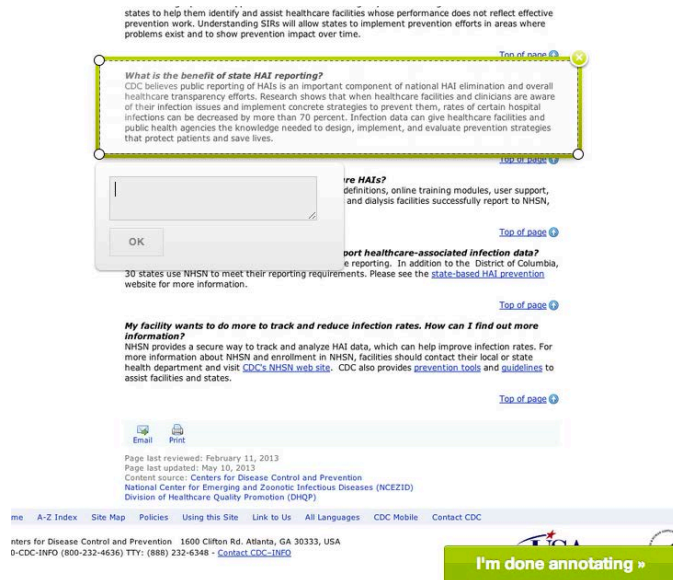 states to help them identify and assist healthcare facilities whose performance does not reflect effective
prevention work. Understanding SIRs will allow states to implement prevention efforts in areas where
problems exist and to show prevention impact over time.
Top of page
What is the benefit of state HAI reporting?
CDC believes public reporting of HAIs is an important component of national HAI elimination and overall
healthcare transparency efforts. Research shows that when healthcare facilities and clinicians are aware
of their infection issues and implement concrete strategies to prevent them, rates of certain hospital
infections can be decreased by more than 70 percent. Infection data can give healthcare facilities and
public health agencies the knowledge needed to design, implement, and evaluate prevention strategies
that protect patients and save lives.
Top of page
re HAIs?
definitions, online training modules, user support,
and dialysis facilities successfully report to NHSN,
OK
Top of page
port healthcare-associated infection data?
e reporting. In addition to the District of Columbia,
30 states use NHSN to meet their reporting requirements. Please see the state-based HAI prevention
website for more information.
Top of page
My facility wants to do more to track and reduce infection rates. How can I find out more
information?
NHSN provides a secure way to track and analyze HAI data, which can help improve infection rates. For
more information about NHSN and enrollment in NHSN, facilities should contact their local or state
health department and visit CDC's NHSN web site. CDC also provides prevention tools and guidelines to
assist facilities and states.
Top of page
Email Print
Page last reviewed: February 11, 2013
Page last updated: May 10, 2013
Content source: Centers for Disease Control and Prevention
National Center for Emerging and Zoonotic Infectious Diseases (NCEZID)
Division of Healthcare Quality Promotion (DHQP)
me A-Z Index Site Map Policies Using this Site Link to Us All Languages CDC Mobile Contact CDC
nters for Disease Control and Prevention 1600 Clifton Rd. Atlanta, GA 30333, USA
0-CDC-INFO (800-232-4636) TTY: (888) 232-6348 - Contact CDC-INFO
I'm done annotating »